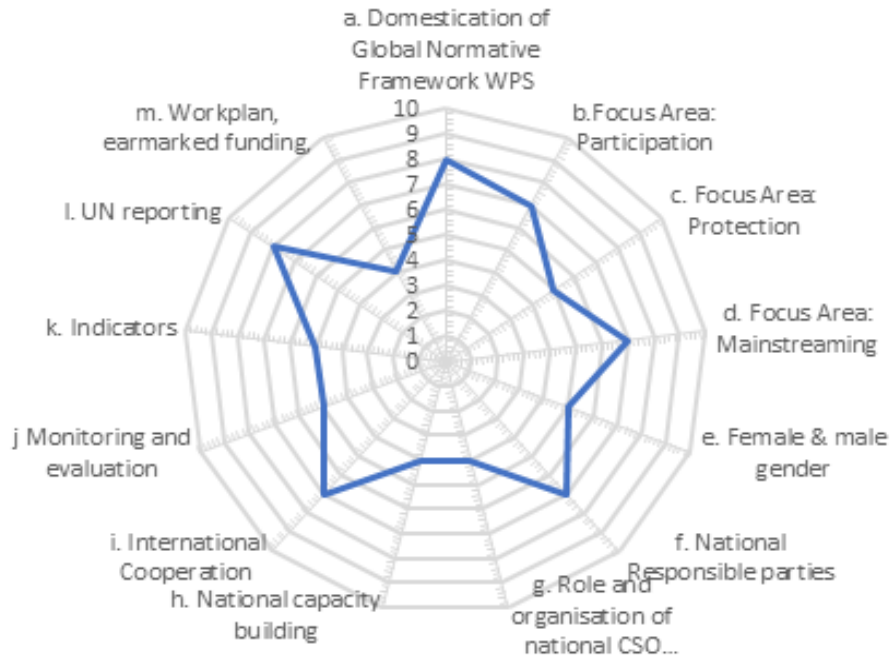 a. Domestication of
Global Normative
Framework WPS
b.Focus Area:
Participation
c. Focus Area:
Protection
d. Focus Area:
Mainstreaming
e. Female & male
gender
f. National
Responsible parties
g. Role and
organisation of
national CSO...
h. National capacity
building
i. International
Cooperation
j Monitoring and
evaluation
k. Indicators
l. UN reporting
m. Workplan,
earmarked funding,
10
9
8
7
6
5
4
3
2
1
0